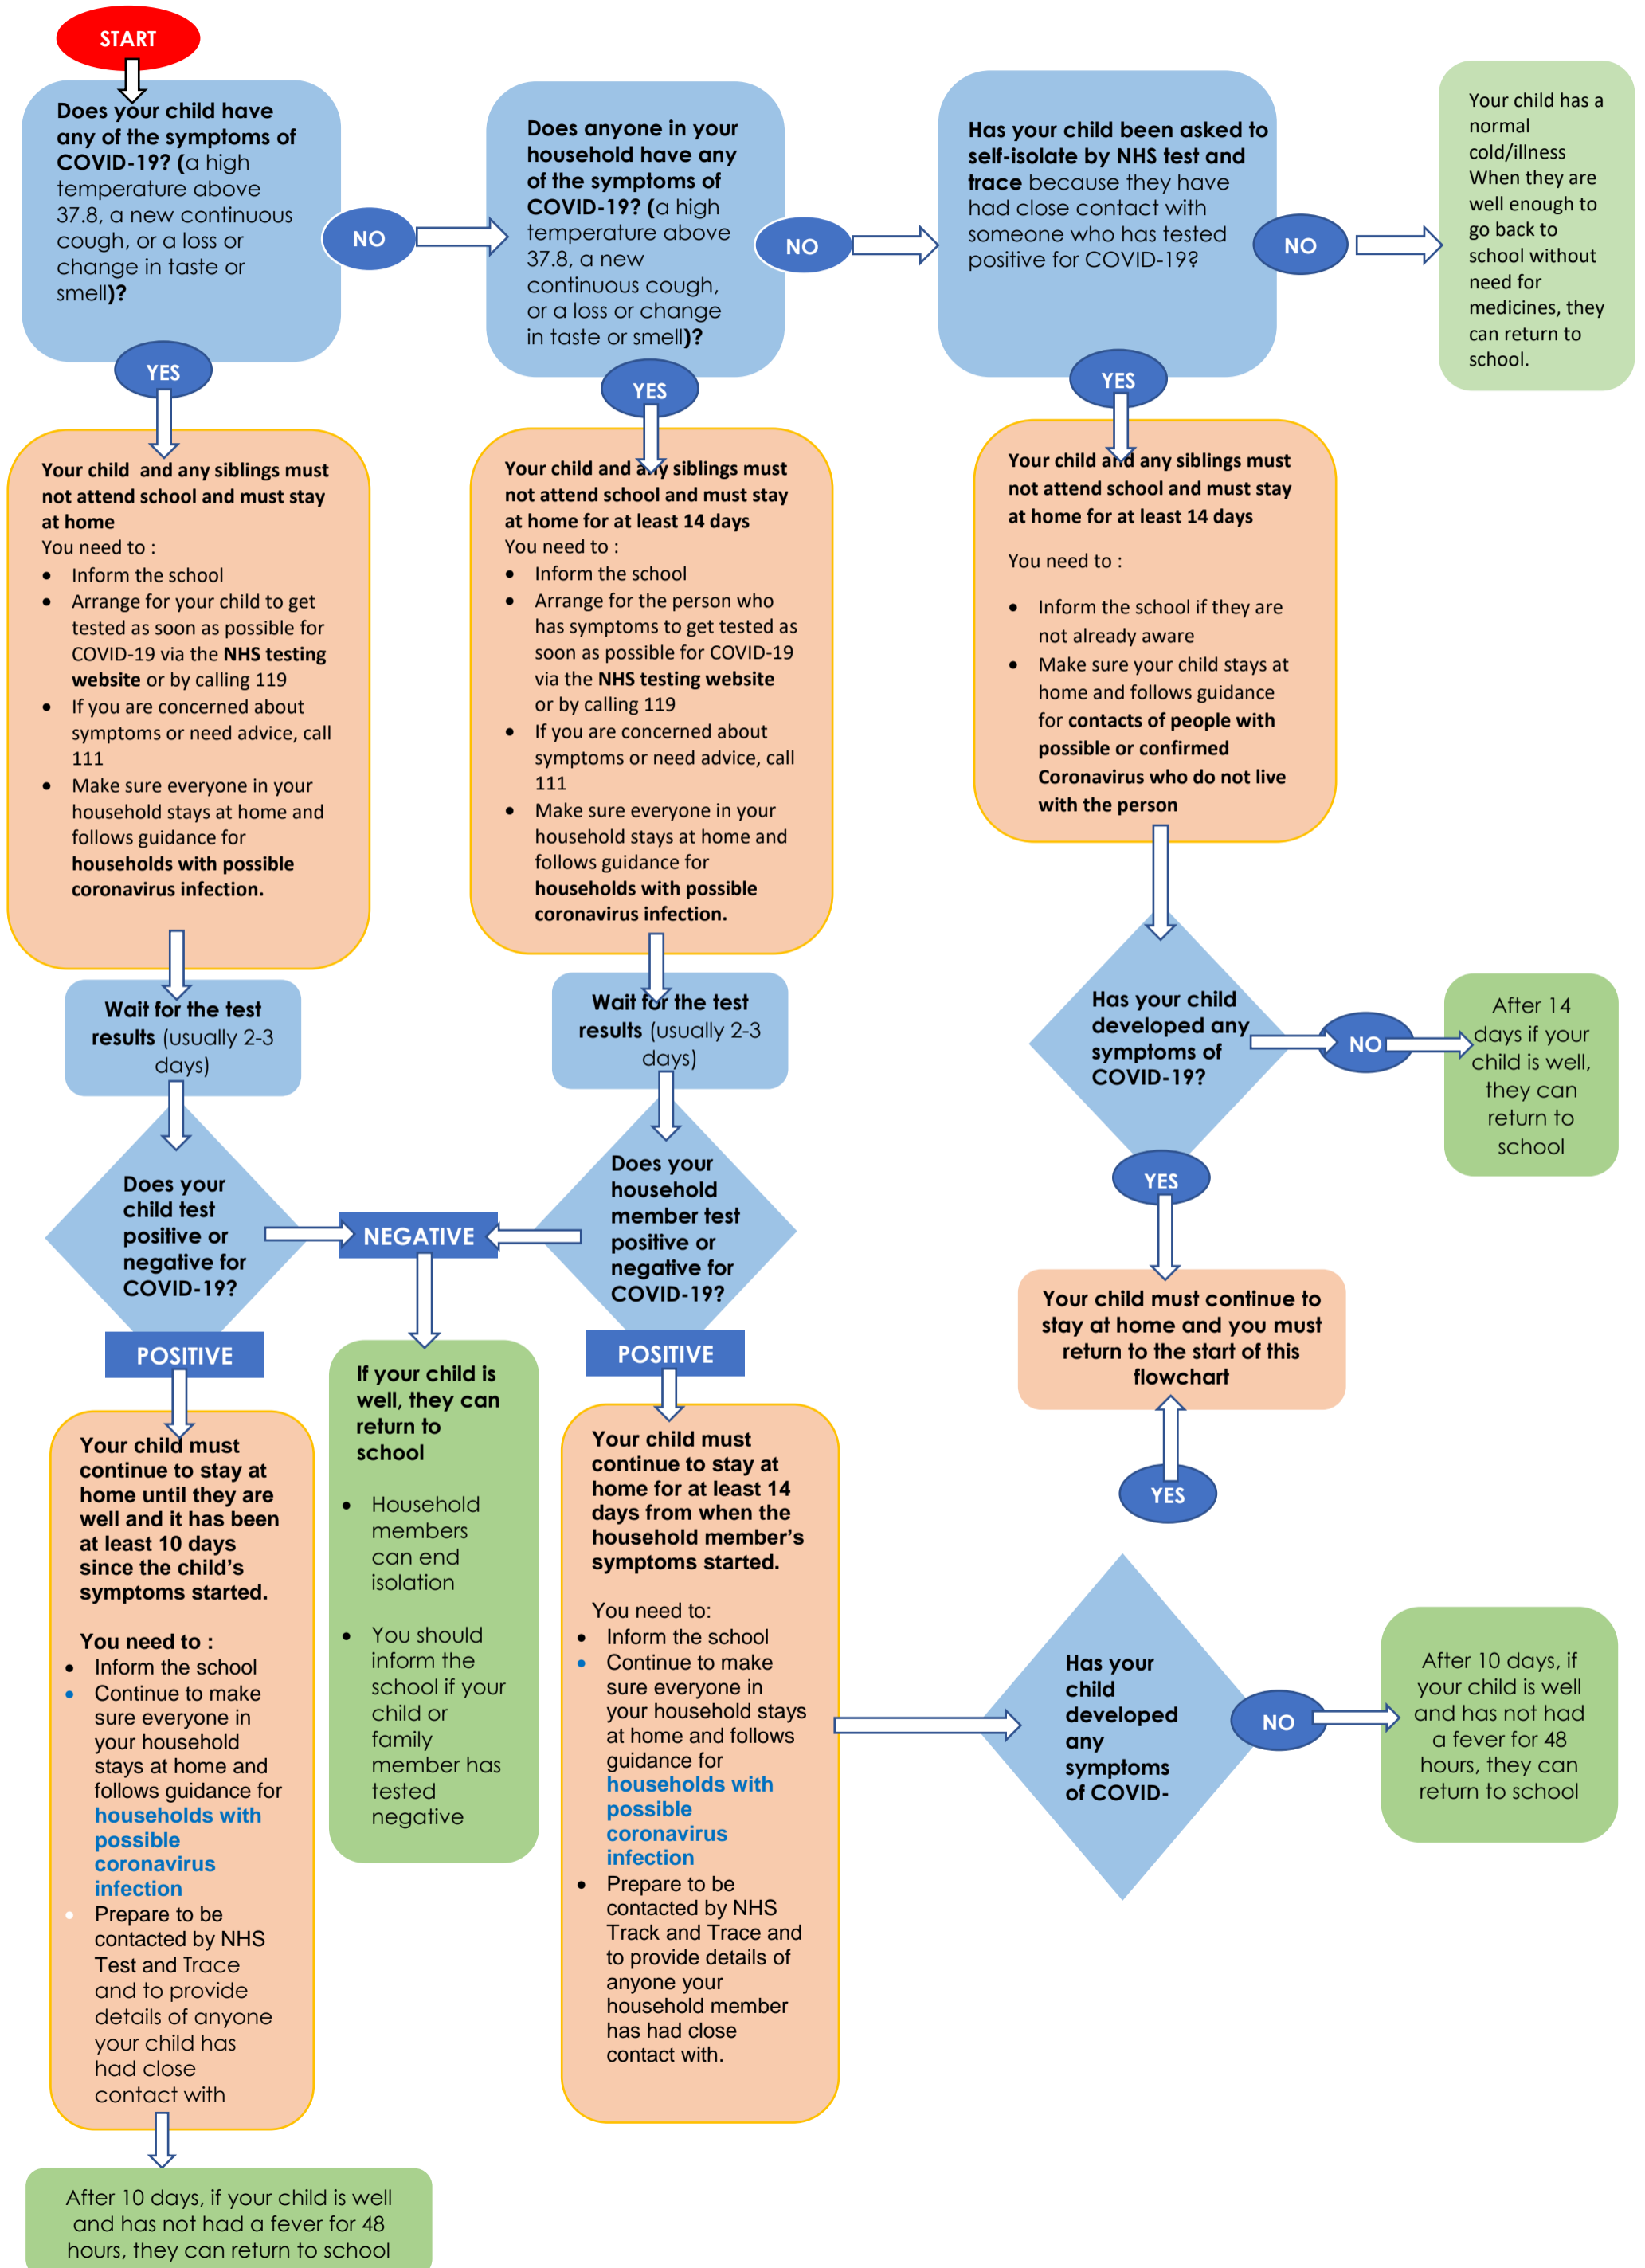 START
Does your child have
any of the symptoms of
COVID-19? (a high
temperature above
37.8, a new continuous
cough, or a loss or
change in taste or
smell)?
NO
Does anyone in your
household have any
of the symptoms of
COVID-19? (a high
temperature above
37.8, a new
continuous cough,
or a loss or change
in taste or smell)?
NO
Has your child been asked to
self-isolate by NHS test and
trace because they have
had close contact with
someone who has tested
positive for COVID-19?
NO
Your child has a
normal
cold/illness
When they are
well enough to
go back to
school without
need for
medicines, they
can return to
school.
YES
YES
YES
Your child and any siblings must
not attend school and must stay
at home
You need to :
• Inform the school
• Arrange for your child to get
tested as soon as possible for
COVID-19 via the NHS testing
website or by calling 119
• If you are concerned about
symptoms or need advice, call
111
• Make sure everyone in your
household stays at home and
follows guidance for
households with possible
coronavirus infection.
Your child and any siblings must
not attend school and must stay
at home for at least 14 days
You need to :
• Inform the school
• Arrange for the person who
has symptoms to get tested as
soon as possible for COVID-19
via the NHS testing website
or by calling 119
• If you are concerned about
symptoms or need advice, call
111
• Make sure everyone in your
household stays at home and
follows guidance for
households with possible
coronavirus infection.
Your child and any siblings must
not attend school and must stay
at home for at least 14 days
You need to :
• Inform the school if they are
not already aware
• Make sure your child stays at
home and follows guidance
for contacts of people with
possible or confirmed
Coronavirus who do not live
with the person
Wait for the test
results (usually 2-3
days)
Wait for the test
results (usually 2-3
days)
Has your child
developed any
symptoms of
COVID-19?
NO
After 14
days if your
child is well,
they can
return to
school
Does your
child test
positive or
negative for
COVID-19?
NEGATIVE
Does your
household
member test
positive or
negative for
COVID-19?
YES
POSITIVE
POSITIVE
Your child must continue to
stay at home and you must
return to the start of this
flowchart
YES
Your child must
continue to stay at
home until they are
well and it has been
at least 10 days
since the child's
symptoms started.
You need to :
• Inform the school
• Continue to make
sure everyone in
your household
stays at home and
follows guidance for
households with
possible
coronavirus
infection
• Prepare to be
contacted by NHS
Test and Trace
and to provide
details of anyone
your child has
had close
contact with
If your child is
well, they can
return to
school
• Household
members
can end
isolation
• You should
inform the
school if your
child or
family
member has
tested
negative
Your child must
continue to stay at
home for at least 14
days from when the
household member's
symptoms started.
You need to:
• Inform the school
• Continue to make
sure everyone in
your household stays
at home and follows
guidance for
households with
possible
coronavirus
infection
• Prepare to be
contacted by NHS
Track and Trace and
to provide details of
anyone your
household member
has had close
contact with.
Has your
child
developed
any
symptoms
of COVID-
NO
After 10 days, if
your child is well
and has not had
a fever for 48
hours, they can
return to school
After 10 days, if your child is well
and has not had a fever for 48
hours, they can return to school